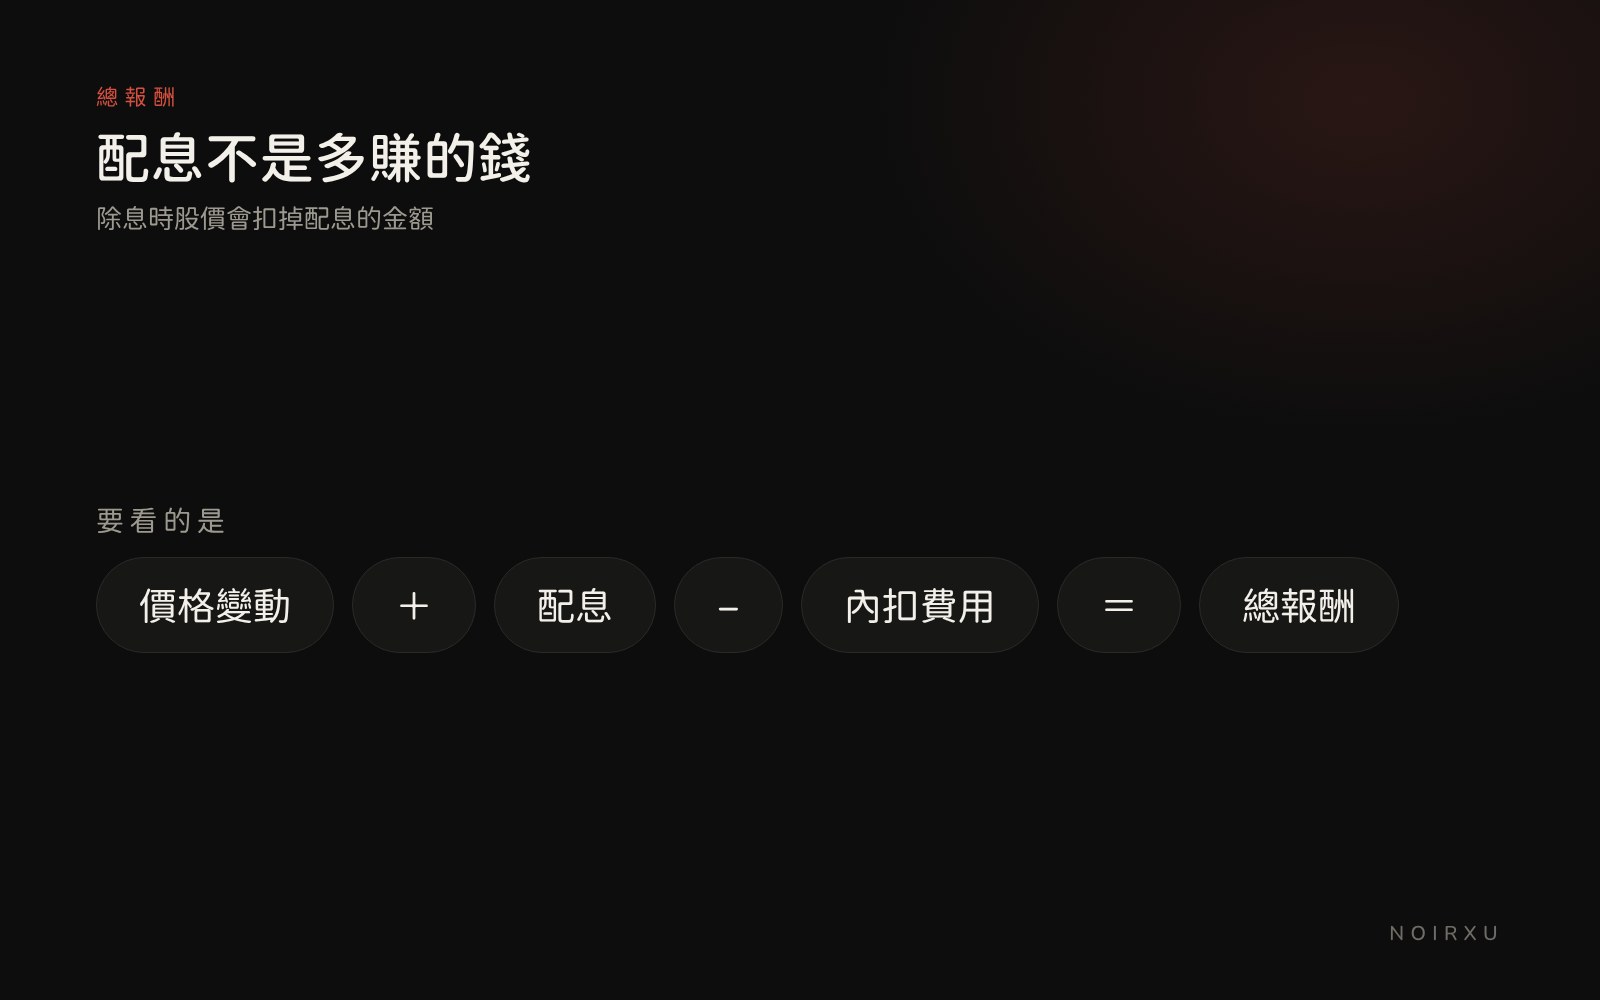 總報酬
配息不是多賺的錢
除息時股價會扣掉配息的金額
要看的是
價格變動 + 配息 – 內扣費用 = 總報酬
NOIRXU